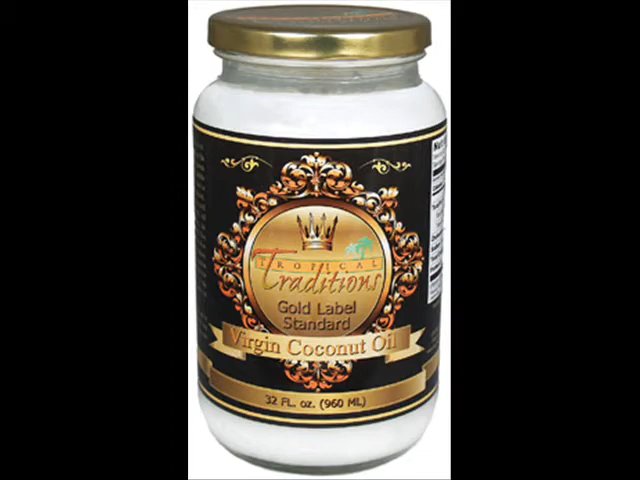 TROPICAL
Traditions
Gold Label
Standard
Virgin Coconut Oil
32 FL. oz. (960 ML)